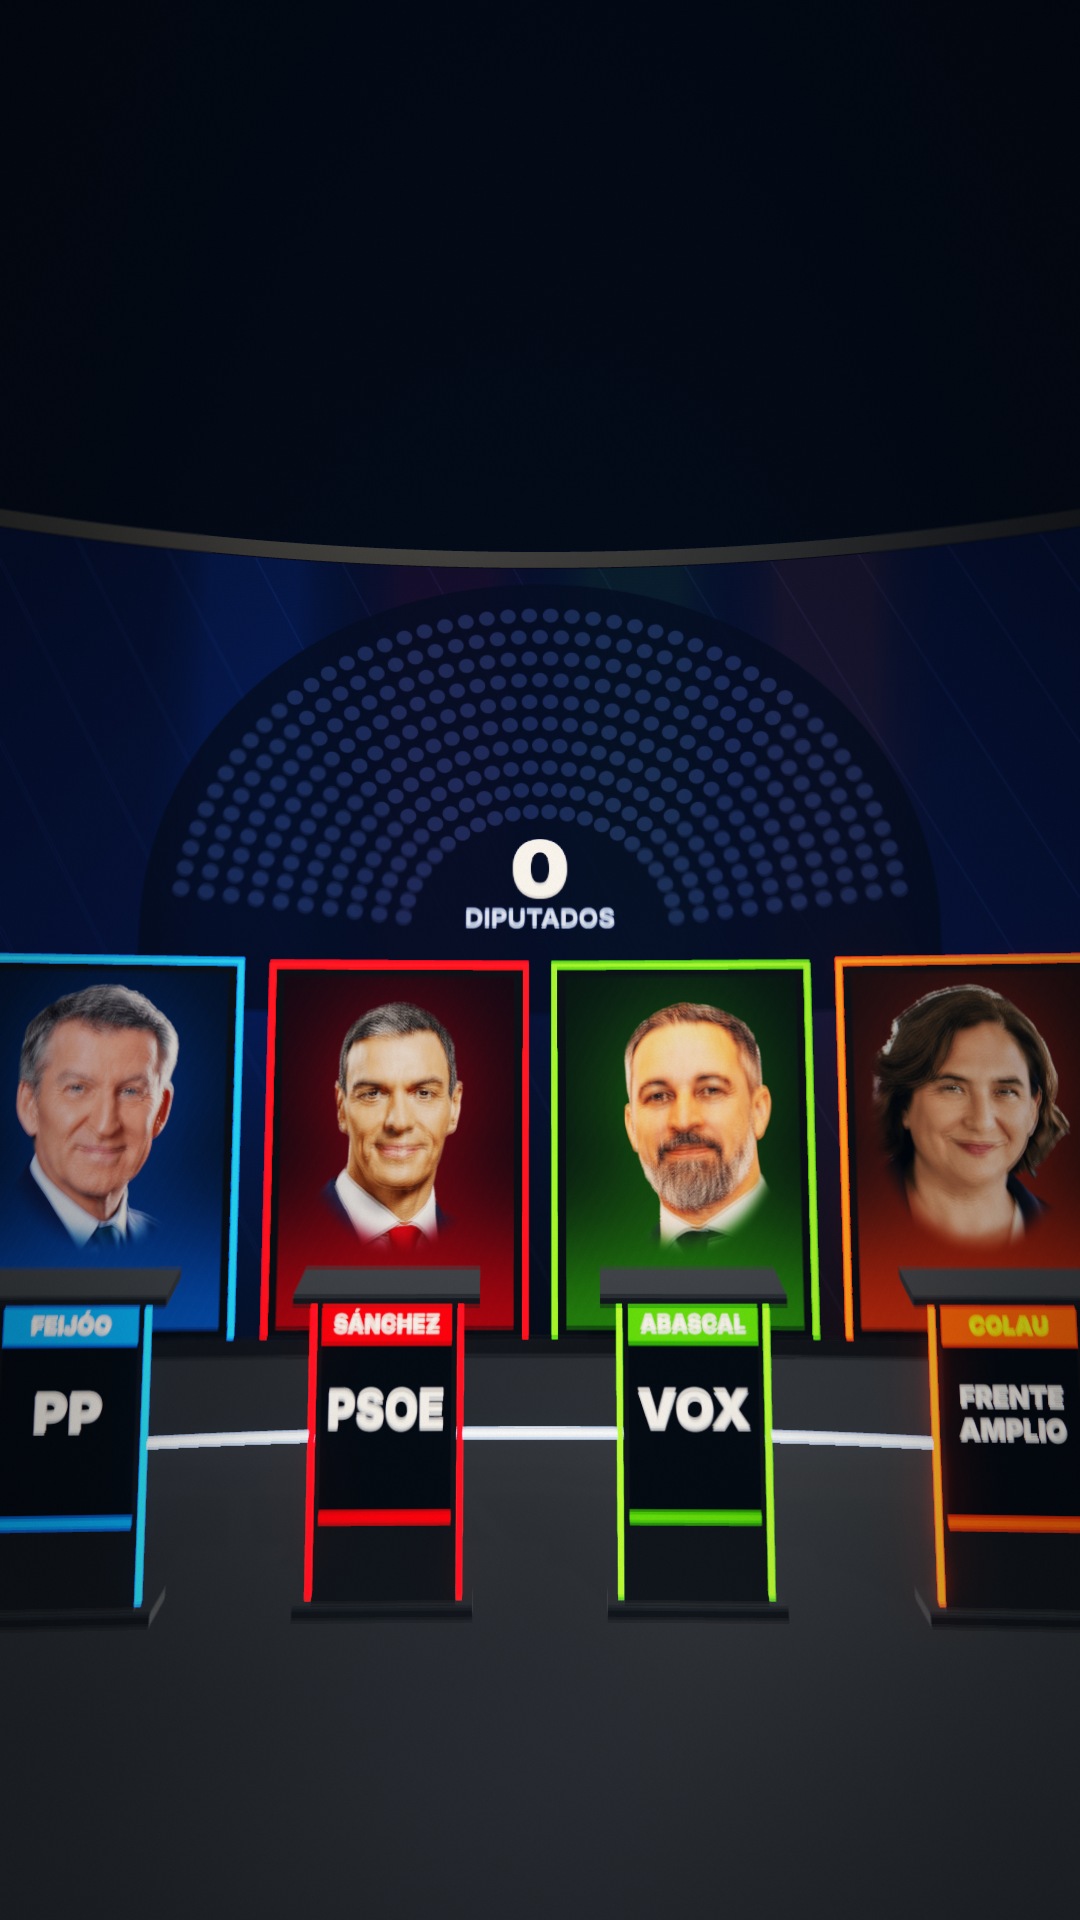 0
DIPUTADOS
FEIJÓO
PP
SÁNCHEZ
PSOE
ABASCAL
VOX
COLAU
FRENTE
AMPLIO